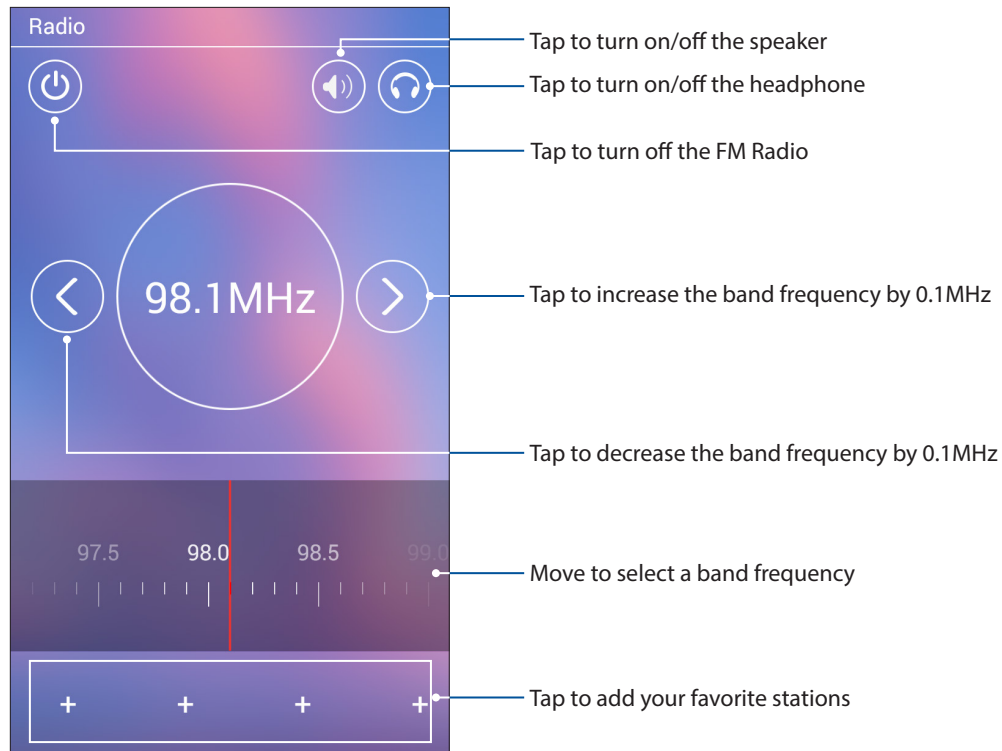 Radio
Tap to turn on/off the speaker
Tap to turn on/off the headphone
Tap to turn off the FM Radio
98.1MHz
Tap to increase the band frequency by 0.1MHz
Tap to decrease the band frequency by 0.1MHz
97.5 98.0 98.5 99.0
Move to select a band frequency
+ + + +
Tap to add your favorite stations